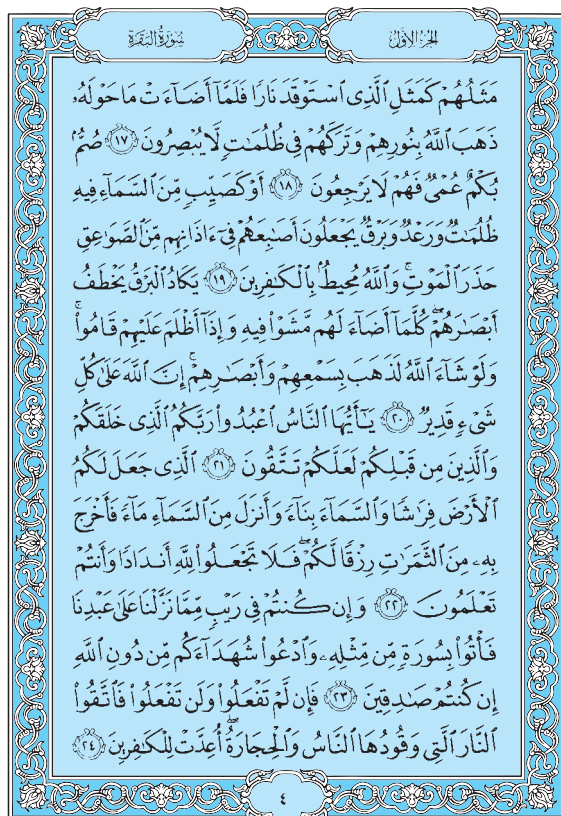 سُورَةُ البَقَرَةِ
الجُزْءُ الأَوَّلُ
مَثَلُهُمْ كَمَثَلِ ٱلَّذِى ٱسْتَوْقَدَ نَارًا فَلَمَّآ أَضَآءَتْ مَا حَوْلَهُۥ
ذَهَبَ ٱللَّهُ بِنُورِهِمْ وَتَرَكَهُمْ فِى ظُلُمَٰتٍ لَّا يُبْصِرُونَ ١٧ صُمٌّۢ
بُكْمٌ عُمْىٌ فَهُمْ لَا يَرْجِعُونَ ١٨ أَوْ كَصَيِّبٍ مِّنَ ٱلسَّمَآءِ فِيهِ
ظُلُمَٰتٌ وَرَعْدٌ وَبَرْقٌ يَجْعَلُونَ أَصَٰبِعَهُمْ فِىٓ ءَاذَانِهِم مِّنَ ٱلصَّوَٰعِقِ
حَذَرَ ٱلْمَوْتِ ۚ وَٱللَّهُ مُحِيطٌۢ بِٱلْكَٰفِرِينَ ١٩ يَكَادُ ٱلْبَرْقُ يَخْطَفُ
أَبْصَٰرَهُمْ ۖ كُلَّمَآ أَضَآءَ لَهُم مَّشَوْا۟ فِيهِ وَإِذَآ أَظْلَمَ عَلَيْهِمْ قَامُوا۟ ۚ
وَلَوْ شَآءَ ٱللَّهُ لَذَهَبَ بِسَمْعِهِمْ وَأَبْصَٰرِهِمْ ۚ إِنَّ ٱللَّهَ عَلَىٰ كُلِّ
شَىْءٍ قَدِيرٌ ٢٠ يَٰٓأَيُّهَا ٱلنَّاسُ ٱعْبُدُوا۟ رَبَّكُمُ ٱلَّذِى خَلَقَكُمْ
وَٱلَّذِينَ مِن قَبْلِكُمْ لَعَلَّكُمْ تَتَّقُونَ ٢١ ٱلَّذِى جَعَلَ لَكُمُ
ٱلْأَرْضَ فِرَٰشًا وَٱلسَّمَآءَ بِنَآءً وَأَنزَلَ مِنَ ٱلسَّمَآءِ مَآءً فَأَخْرَجَ
بِهِۦ مِنَ ٱلثَّمَرَٰتِ رِزْقًا لَّكُمْ ۖ فَلَا تَجْعَلُوا۟ لِلَّهِ أَندَادًا وَأَنتُمْ
تَعْلَمُونَ ٢٢ وَإِن كُنتُمْ فِى رَيْبٍ مِّمَّا نَزَّلْنَا عَلَىٰ عَبْدِنَا
فَأْتُوا۟ بِسُورَةٍ مِّن مِّثْلِهِۦ وَٱدْعُوا۟ شُهَدَآءَكُم مِّن دُونِ ٱللَّهِ
إِن كُنتُمْ صَٰدِقِينَ ٢٣ فَإِن لَّمْ تَفْعَلُوا۟ وَلَن تَفْعَلُوا۟ فَٱتَّقُوا۟
ٱلنَّارَ ٱلَّتِى وَقُودُهَا ٱلنَّاسُ وَٱلْحِجَارَةُ ۖ أُعِدَّتْ لِلْكَٰفِرِينَ ٢٤
٤